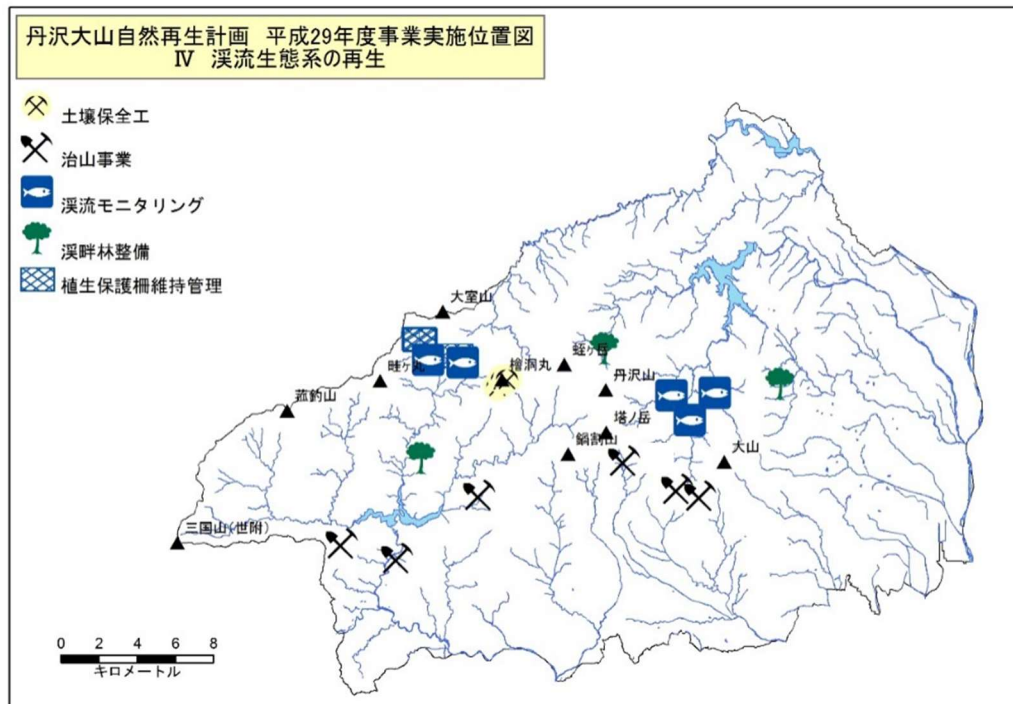 丹沢大山自然再生計画 平成29年度事業実施位置図
Ⅳ 渓流生態系の再生
土壌保全工
治山事業
渓流モニタリング
渓畔林整備
植生保護柵維持管理
大室山
畦ヶ丸
檜洞丸
蛭ヶ岳
丹沢山
菰釣山
塔ノ岳
鍋割山
大山
三国山(世附)
0 2 4 6 8
キロメートル